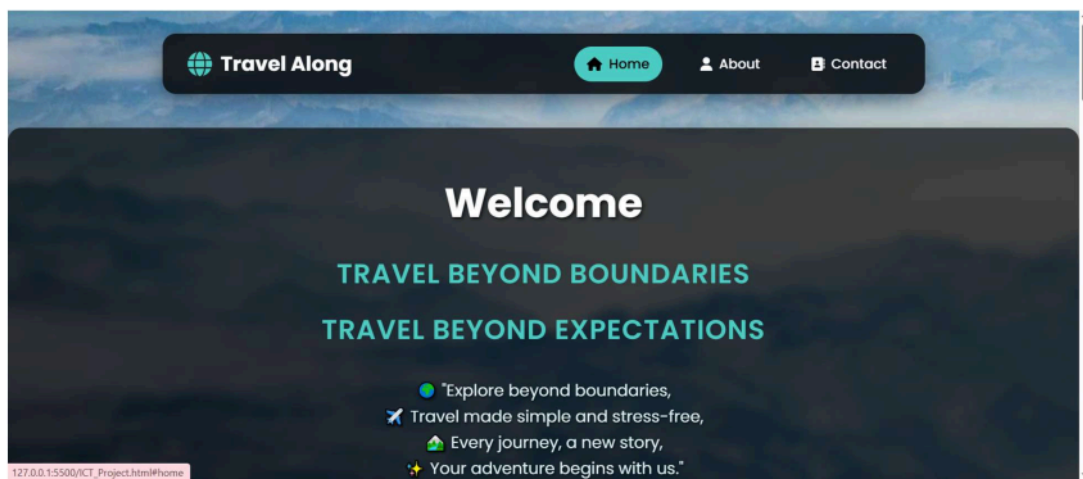 Travel Along
Home
About
Contact
Welcome
TRAVEL BEYOND BOUNDARIES
TRAVEL BEYOND EXPECTATIONS
🌍 "Explore beyond boundaries,
✈️ Travel made simple and stress-free,
🏞️ Every journey, a new story,
✨ Your adventure begins with us."
127.0.0.1:5500/ICT_Project.html#home